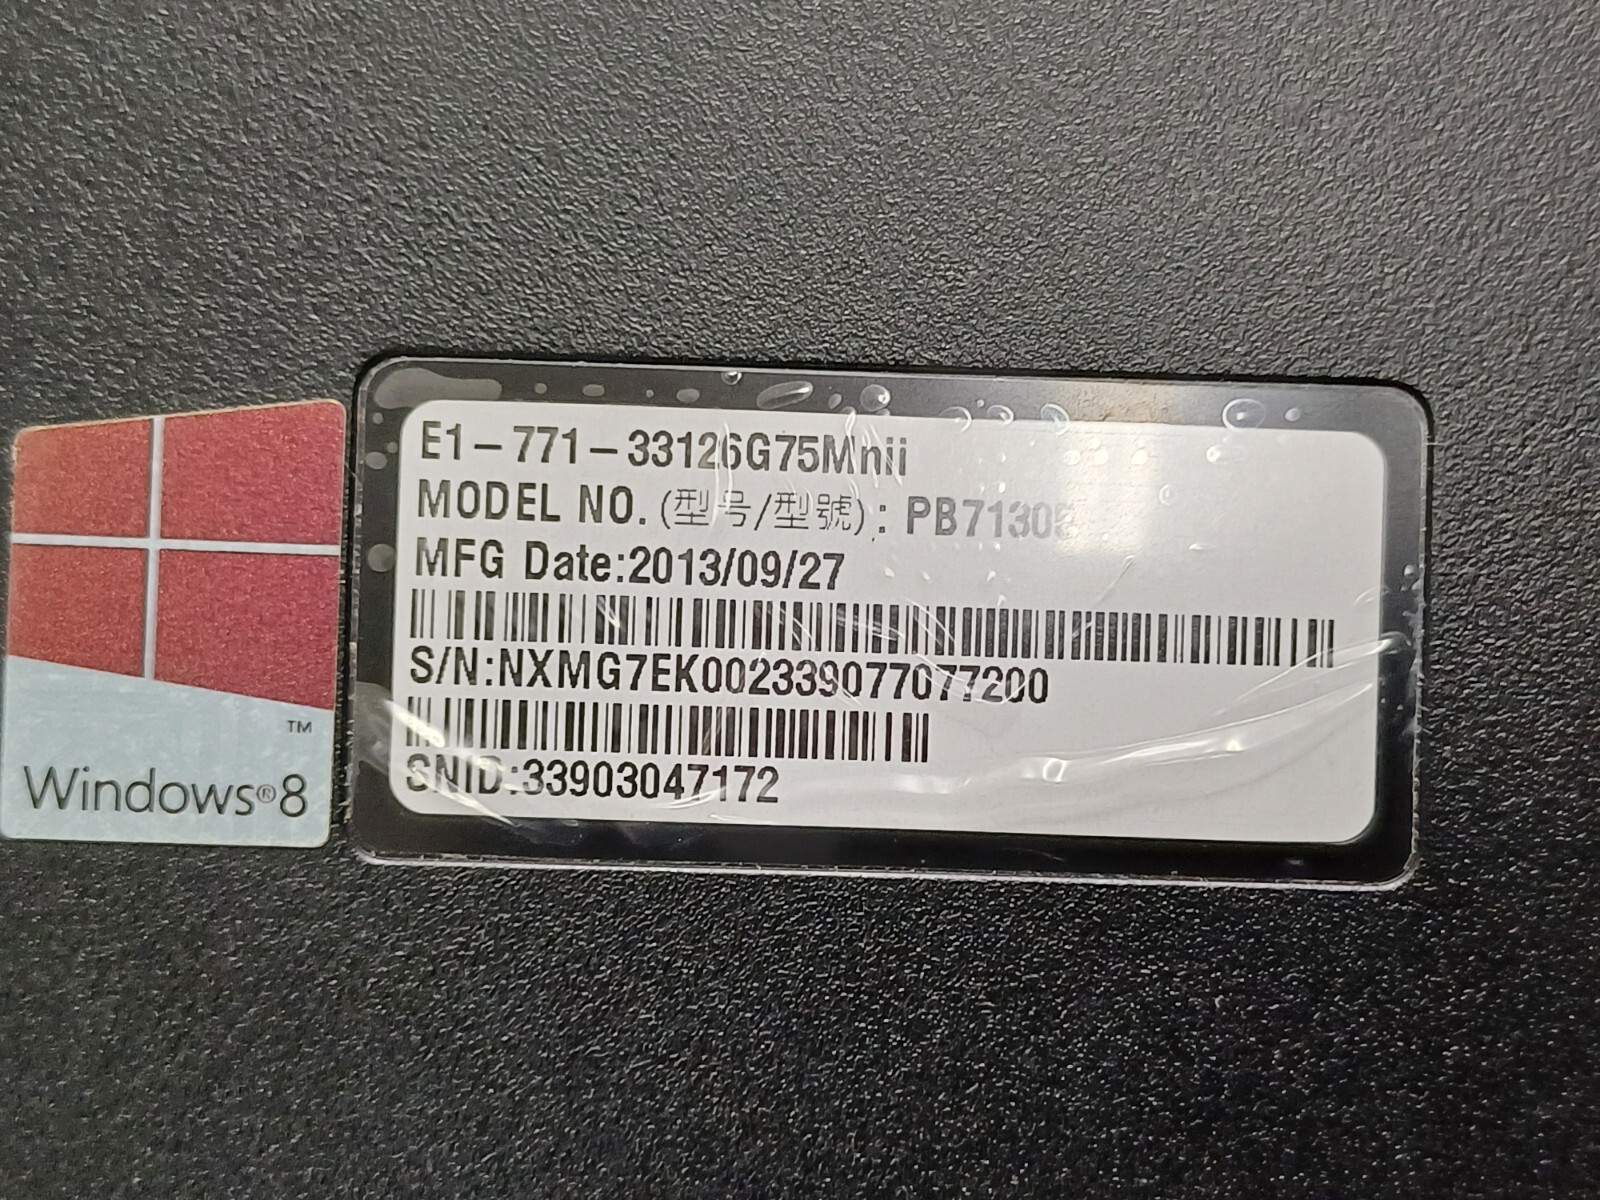 E1-771-33126G75Mnii
MODEL NO. (型号/型號) :
MFG Date:2013/09/27
S/N:NXMG7EK002339077077200
SNID:33903047172
TM
Windows®8